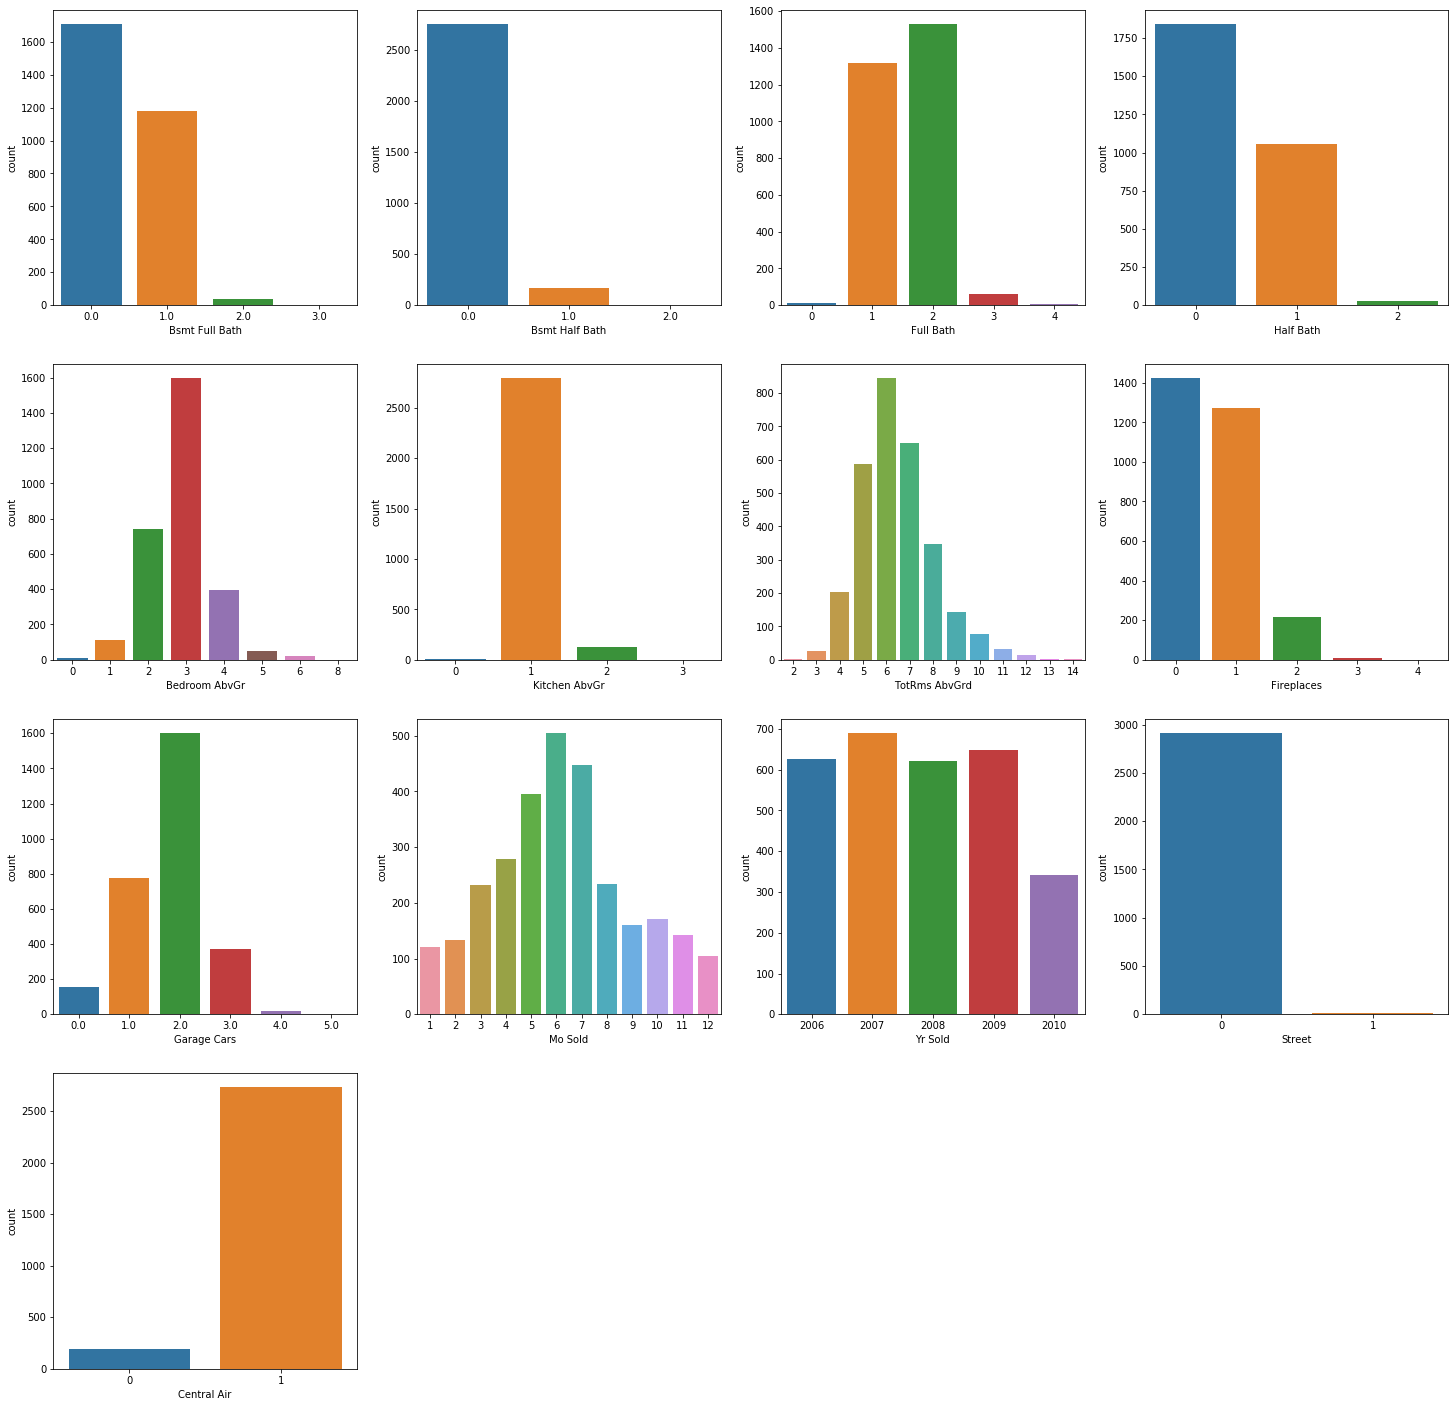 count
1600
1400
1200
1000
800
600
400
200
0
0.0 1.0 2.0 3.0
Bsmt Full Bath
count
2500
2000
1500
1000
500
0
0.0 1.0 2.0
Bsmt Half Bath
count
1600
1400
1200
1000
800
600
400
200
0
0 1 2 3 4
Full Bath
count
1750
1500
1250
1000
750
500
250
0
0 1 2
Half Bath
count
1600
1400
1200
1000
800
600
400
200
0
0 1 2 3 4 5 6 8
Bedroom AbvGr
count
2500
2000
1500
1000
500
0
0 1 2 3
Kitchen AbvGr
count
800
700
600
500
400
300
200
100
0
2 3 4 5 6 7 8 9 10 11 12 13 14
TotRms AbvGrd
count
1400
1200
1000
800
600
400
200
0
0 1 2 3 4
Fireplaces
count
1600
1400
1200
1000
800
600
400
200
0
0.0 1.0 2.0 3.0 4.0 5.0
Garage Cars
count
500
400
300
200
100
0
1 2 3 4 5 6 7 8 9 10 11 12
Mo Sold
count
700
600
500
400
300
200
100
0
2006 2007 2008 2009 2010
Yr Sold
count
3000
2500
2000
1500
1000
500
0
0 1
Street
count
2500
2000
1500
1000
500
0
0 1
Central Air